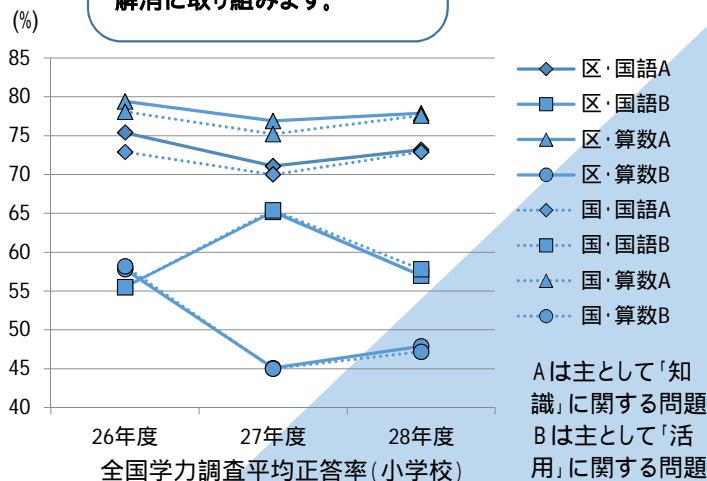 解消に取り組みます。
(%)
85
80
75
70
65
60
55
50
45
40
26年度
27年度
28年度
全国学力調査平均正答率(小学校)
区・国語A
区・国語B
区・算数A
区・算数B
国・国語A
国・国語B
国・算数A
国・算数B
Aは主として「知
識」に関する問題
Bは主として「活
用」に関する問題